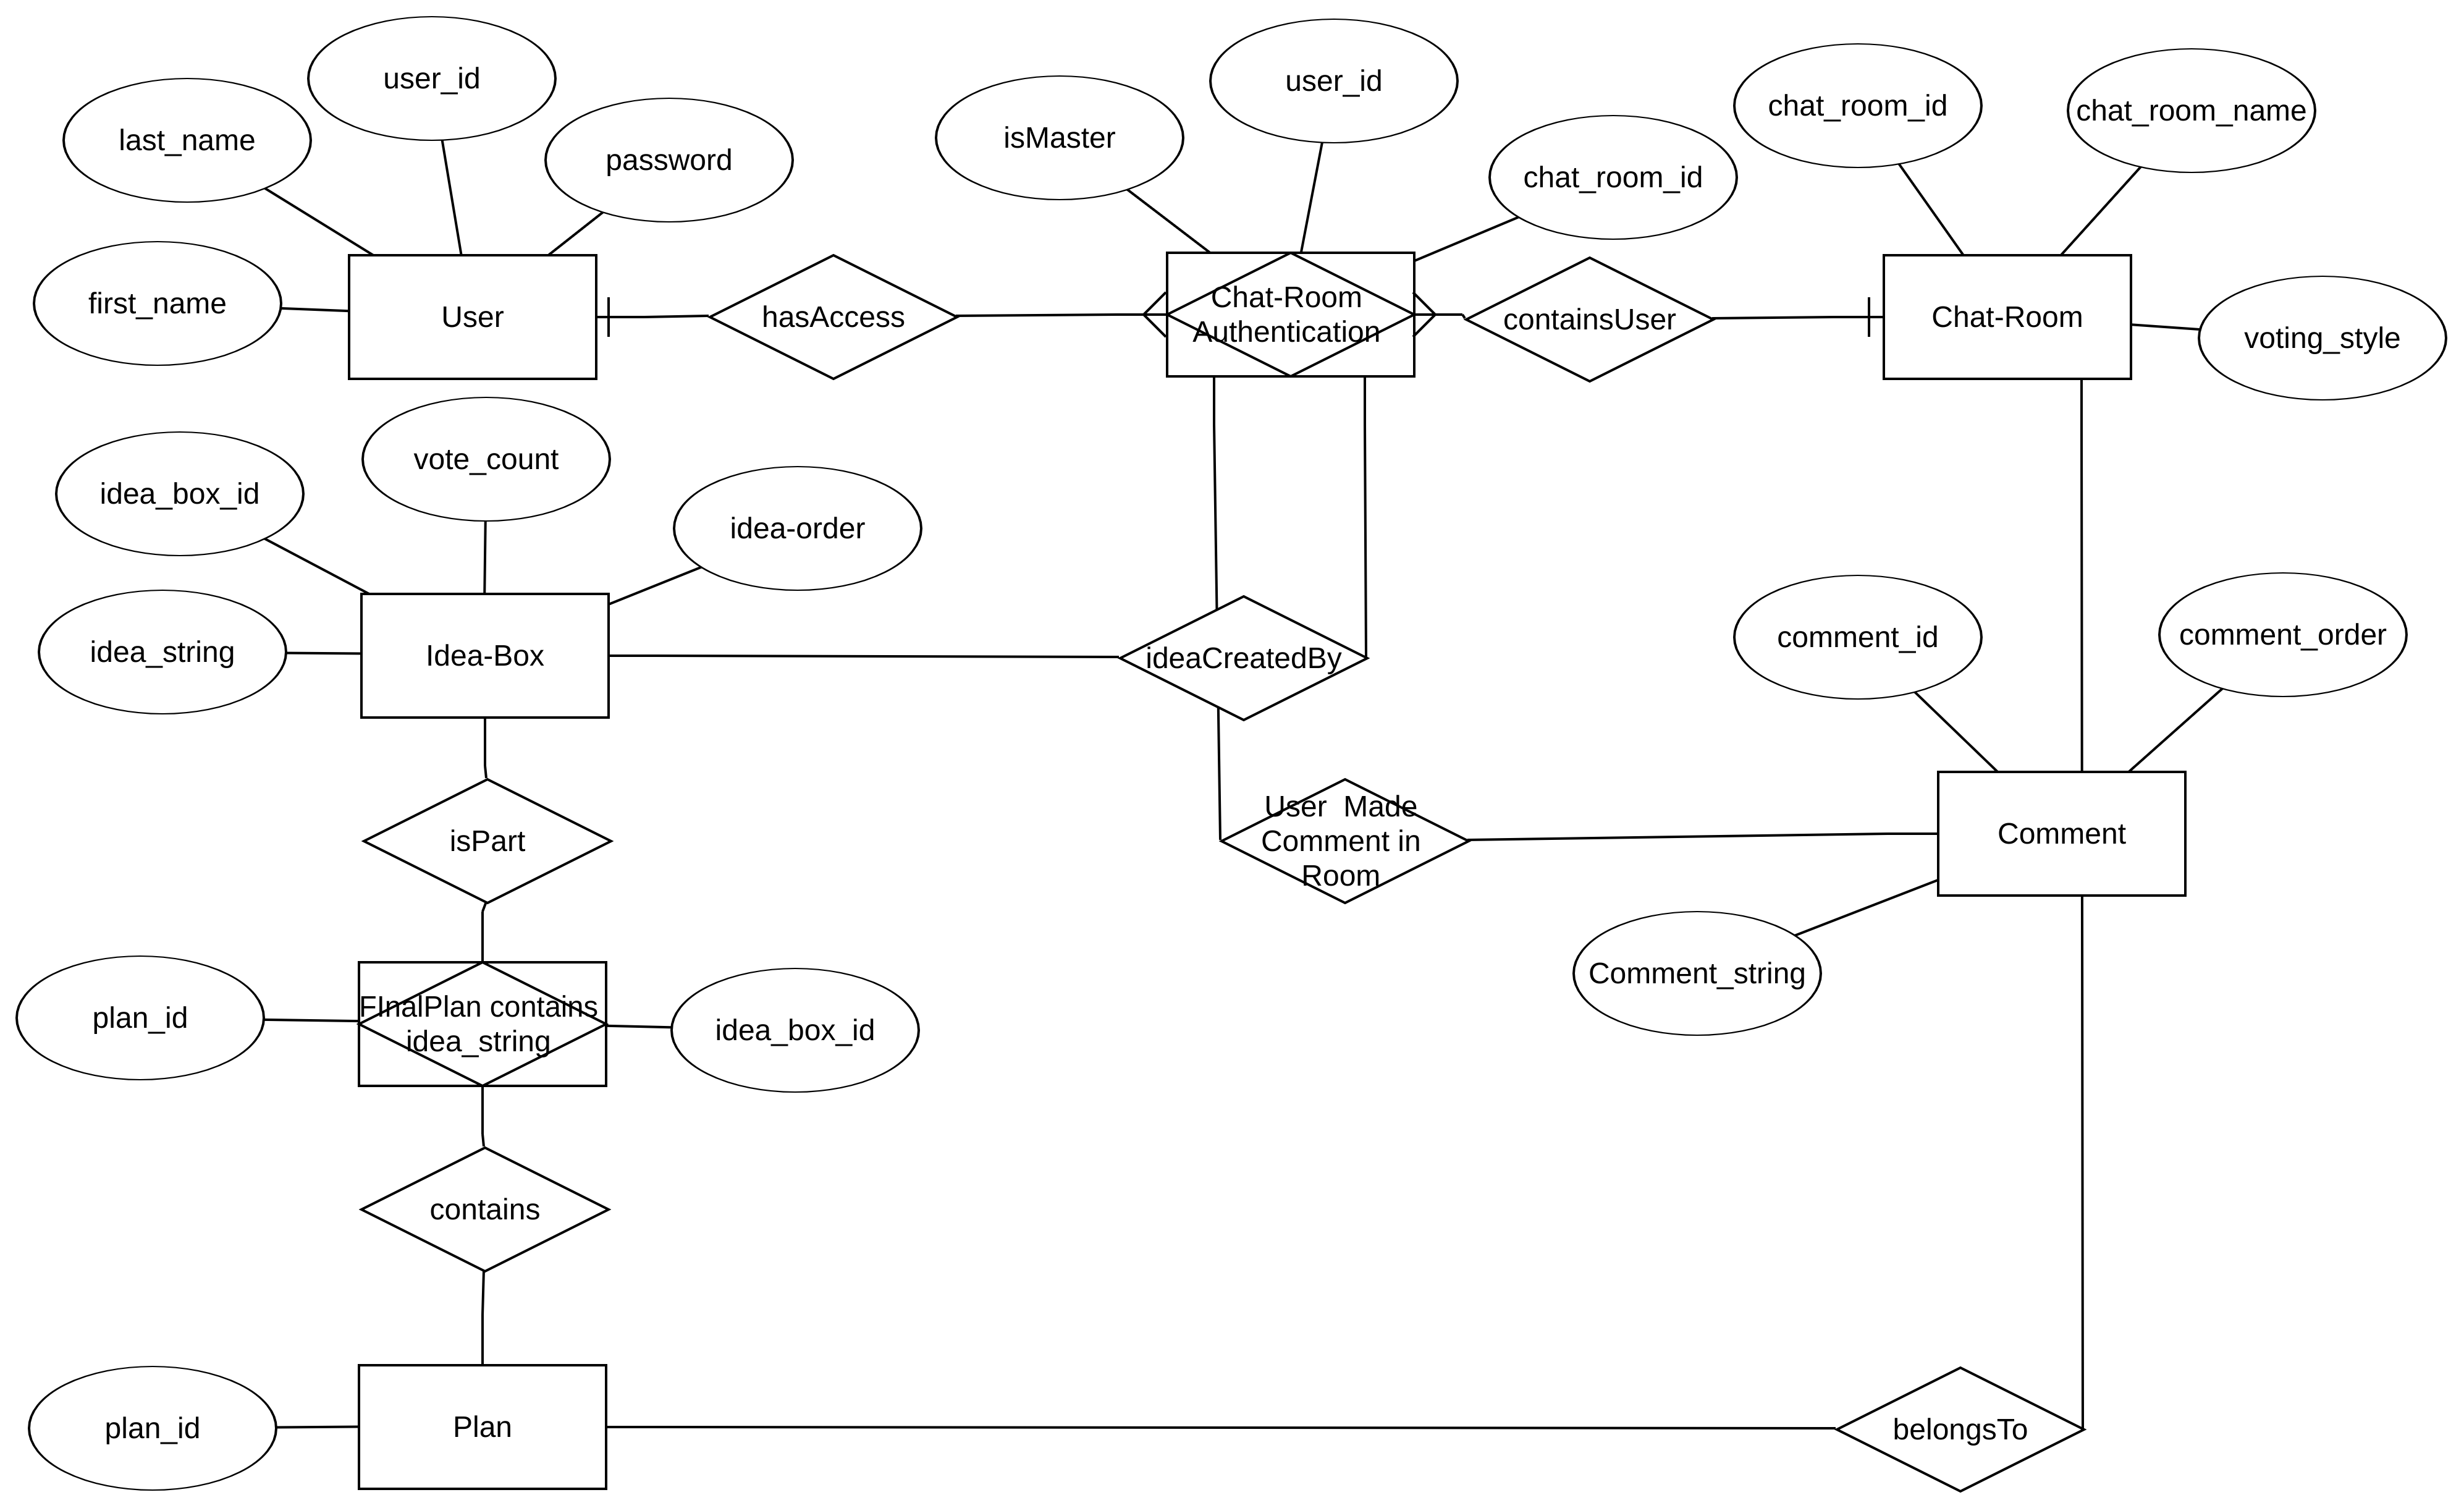 user_id
last_name
password
first_name
User
hasAccess
isMaster
user_id
chat_room_id
Chat-Room
Authentication
containsUser
chat_room_id
chat_room_name
Chat-Room
voting_style
vote_count
idea_box_id
idea-order
idea_string
Idea-Box
ideaCreatedBy
comment_id
comment_order
isPart
User  Made
Comment in
Room
Comment
Comment_string
plan_id
FInalPlan contains
idea_string
idea_box_id
contains
plan_id
Plan
belongsTo